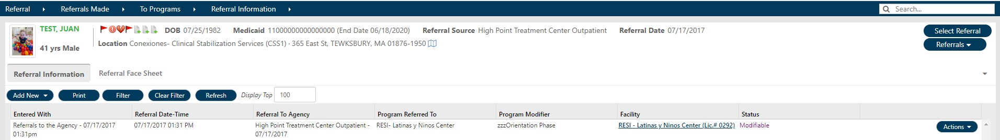 Referral Referrals Made To Programs Referral Information Search...
TEST, JUAN DOB 07/25/1982 Medicaid 11000000000000000 (End Date 06/18/2020) Referral Source High Point Treatment Center Outpatient Referral Date 07/17/2017 Select Referral
41 yrs Male Location Conexiones- Clinical Stabilization Services (CSS1) · 365 East St, TEWKSBURY, MA 01876-1950 Referrals
Referral Information Referral Face Sheet
Add New Print Filter Clear Filter Refresh Display Top 100
Entered With Referral Date-Time Referral To Agency Program Referred To Program Modifier Facility Status
Referrals to the Agency - 07/17/2017 07/17/2017 01:31 PM High Point Treatment Center Outpatient - RESI- Latinas y Ninos Center zzzOrientation Phase RESI - Latinas y Ninos Center (Lic.# 0292) Modifiable Actions
01:31pm 07/17/2017